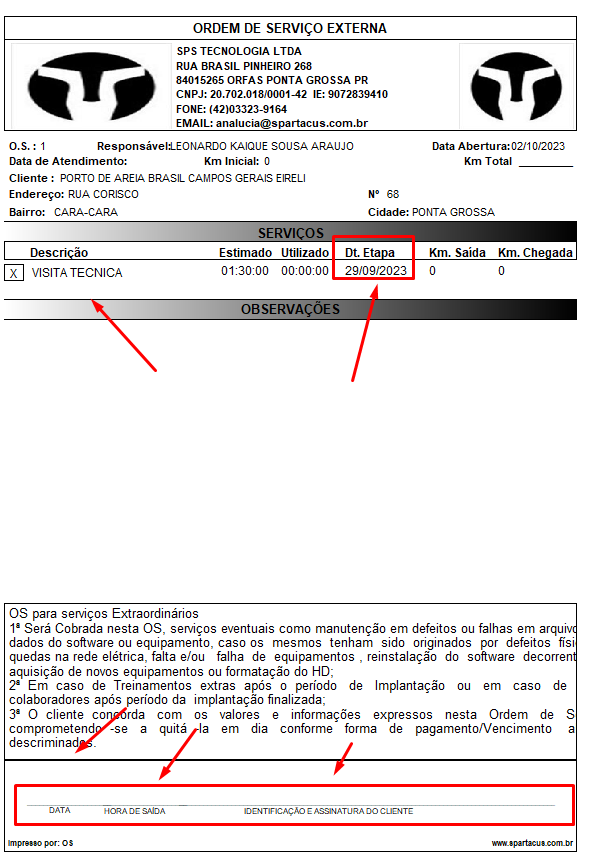 ORDEM DE SERVIÇO EXTERNA
SPS TECNOLOGIA LTDA
RUA BRASIL PINHEIRO 268
84015265 ORFAS PONTA GROSSA PR
CNPJ: 20.702.018/0001-42 IE: 9072839410
FONE: (42)03323-9164
EMAIL: analucia@spartacus.com.br
O.S. : 1 Responsável: LEONARDO KAIQUE SOUSA ARAUJO Data Abertura: 02/10/2023
Data de Atendimento: Km Inicial: 0 Km Total
Cliente : PORTO DE AREIA BRASIL CAMPOS GERAIS EIRELI
Endereço: RUA CORISCO Nº 68
Bairro: CARA-CARA Cidade: PONTA GROSSA
SERVIÇOS
Descrição Estimado Utilizado Dt. Etapa Km. Saída Km. Chegada
X VISITA TECNICA 01:30:00 00:00:00 29/09/2023 0 0
OBSERVAÇÕES
OS para serviços Extraordinários
1ª Será Cobrada nesta OS, serviços eventuais como manutenção em defeitos ou falhas em arquivo
dados do software ou equipamento, caso os mesmos tenham sido originados por defeitos físi
quedas na rede elétrica, falta e/ou falha de equipamentos , reinstalação do software decorrent
aquisição de novos equipamentos ou formatação do HD;
2ª Em caso de Treinamentos extras após o período de Implantação ou em caso de
colaboradores após período da implantação finalizada;
3ª O cliente concorda com os valores e informações expressos nesta Ordem de S
comprometendo -se a quitá -la em dia conforme forma de pagamento/Vencimento a
descriminados.
DATA HORA DE SAÍDA IDENTIFICAÇÃO E ASSINATURA DO CLIENTE
Impresso por: OS www.spartacus.com.br